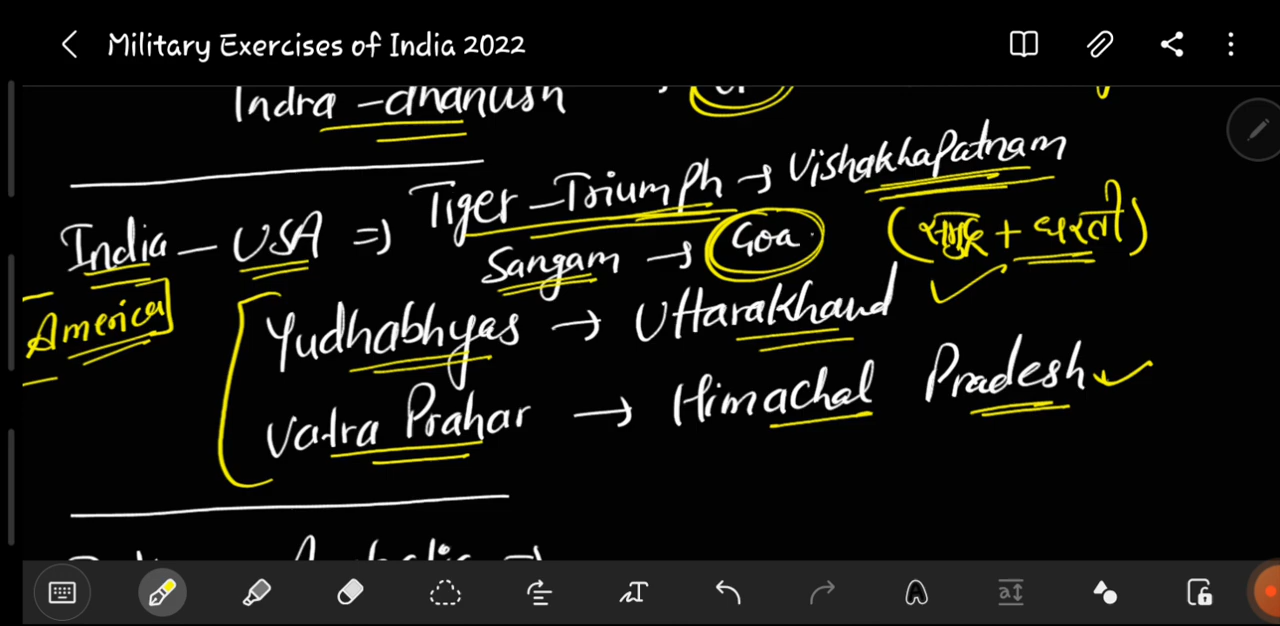 Military Exercises of India 2022
Indra - dhanush →
India - USA ⇒ Tiger - Triumph → Vishakhapatnam
Sangam → Goa (समुद्र + धरती)
America
Yudhabhyas → Uttarakhand
Vatra Prahar → Himachal Pradesh